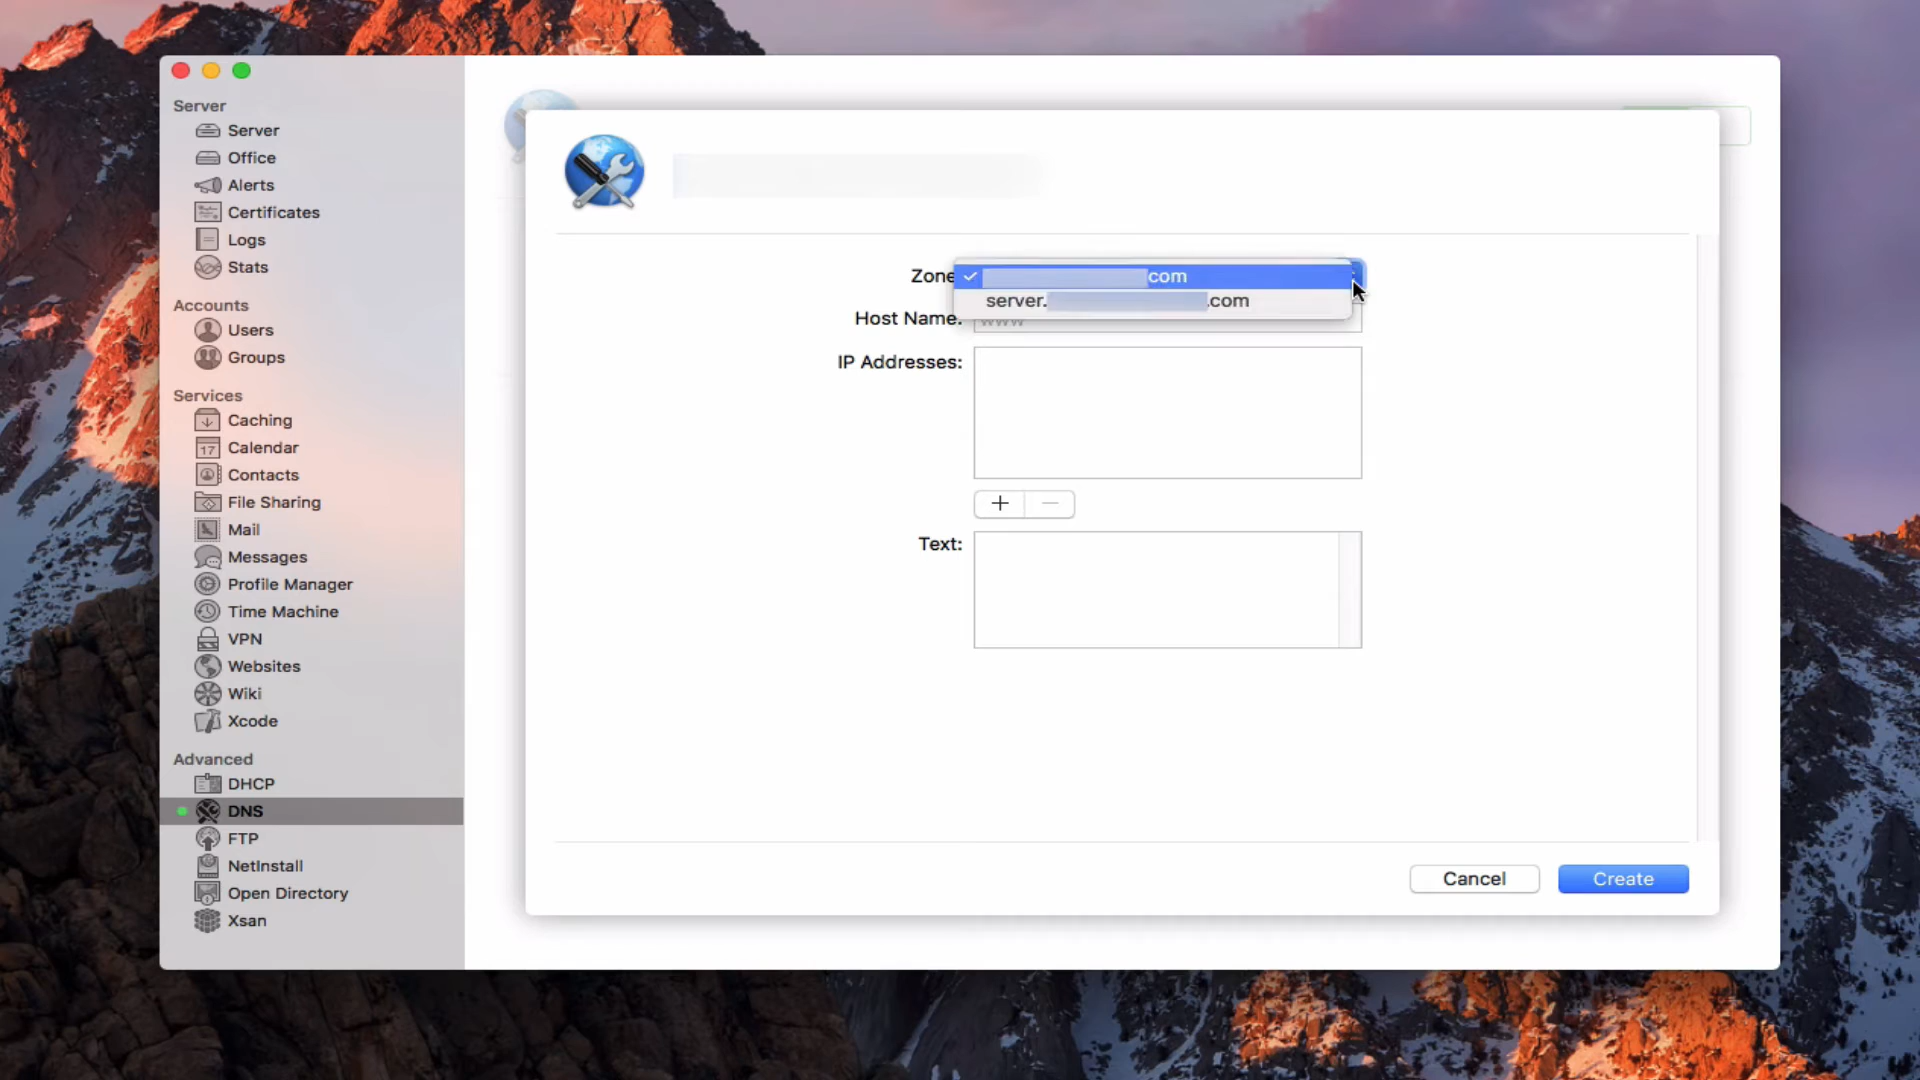 Server
Server
Office
Alerts
Certificates
Logs
Stats
Accounts
Users
Groups
Services
Caching
17
Calendar
Contacts
File Sharing
Mail
Messages
Profile Manager
Time Machine
VPN
Websites
Wiki
Xcode
Advanced
DHCP
DNS
FTP
NetInstall
Open Directory
Xsan
Zone
com
server. .com
Host Name:
www
IP Addresses:
Text:
Cancel
Create